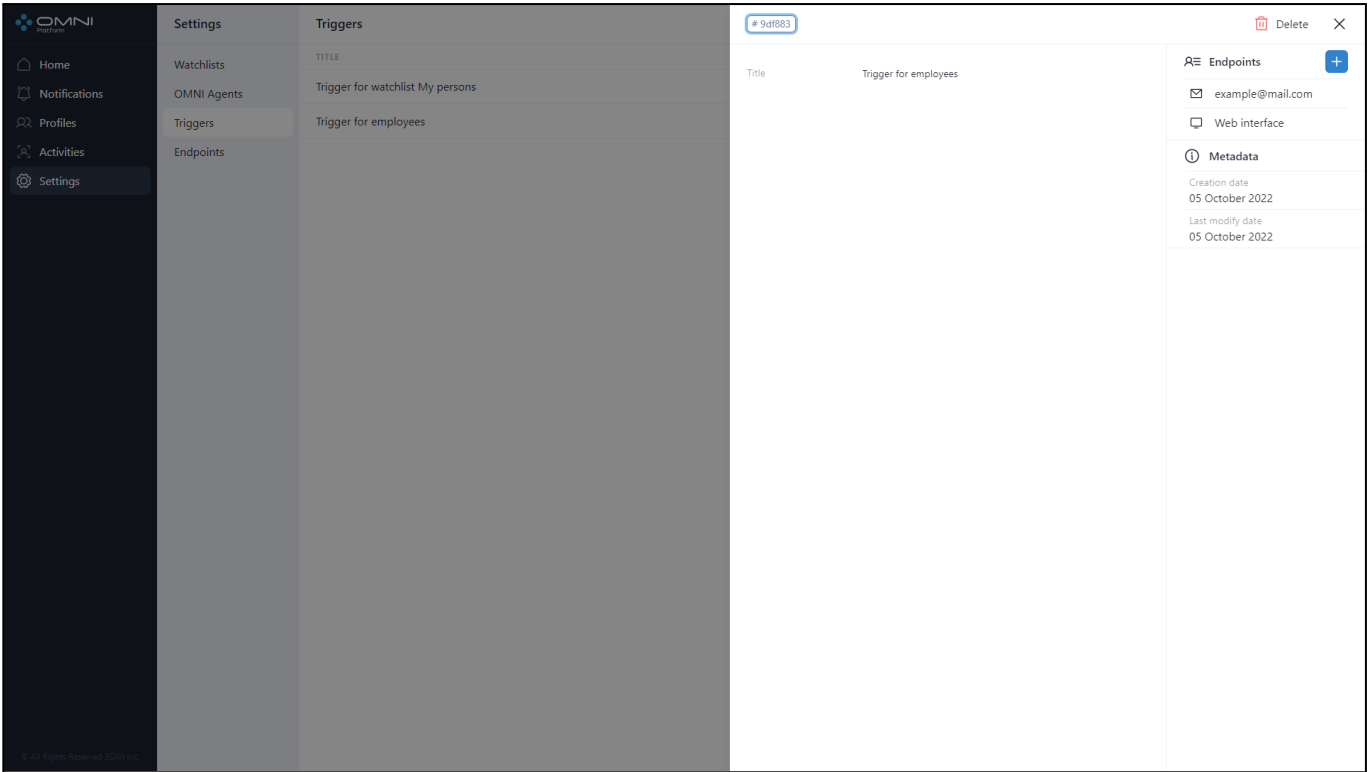 OMNI
Platform
Home
Notifications
Profiles
Activities
Settings
© All Rights Reserved 3DiVi Inc.
Settings
Watchlists
OMNI Agents
Triggers
Endpoints
Triggers
TITLE
Trigger for watchlist My persons
Trigger for employees
# 9df883
Delete
Title Trigger for employees
Endpoints
example@mail.com
Web interface
Metadata
Creation date
05 October 2022
Last modify date
05 October 2022